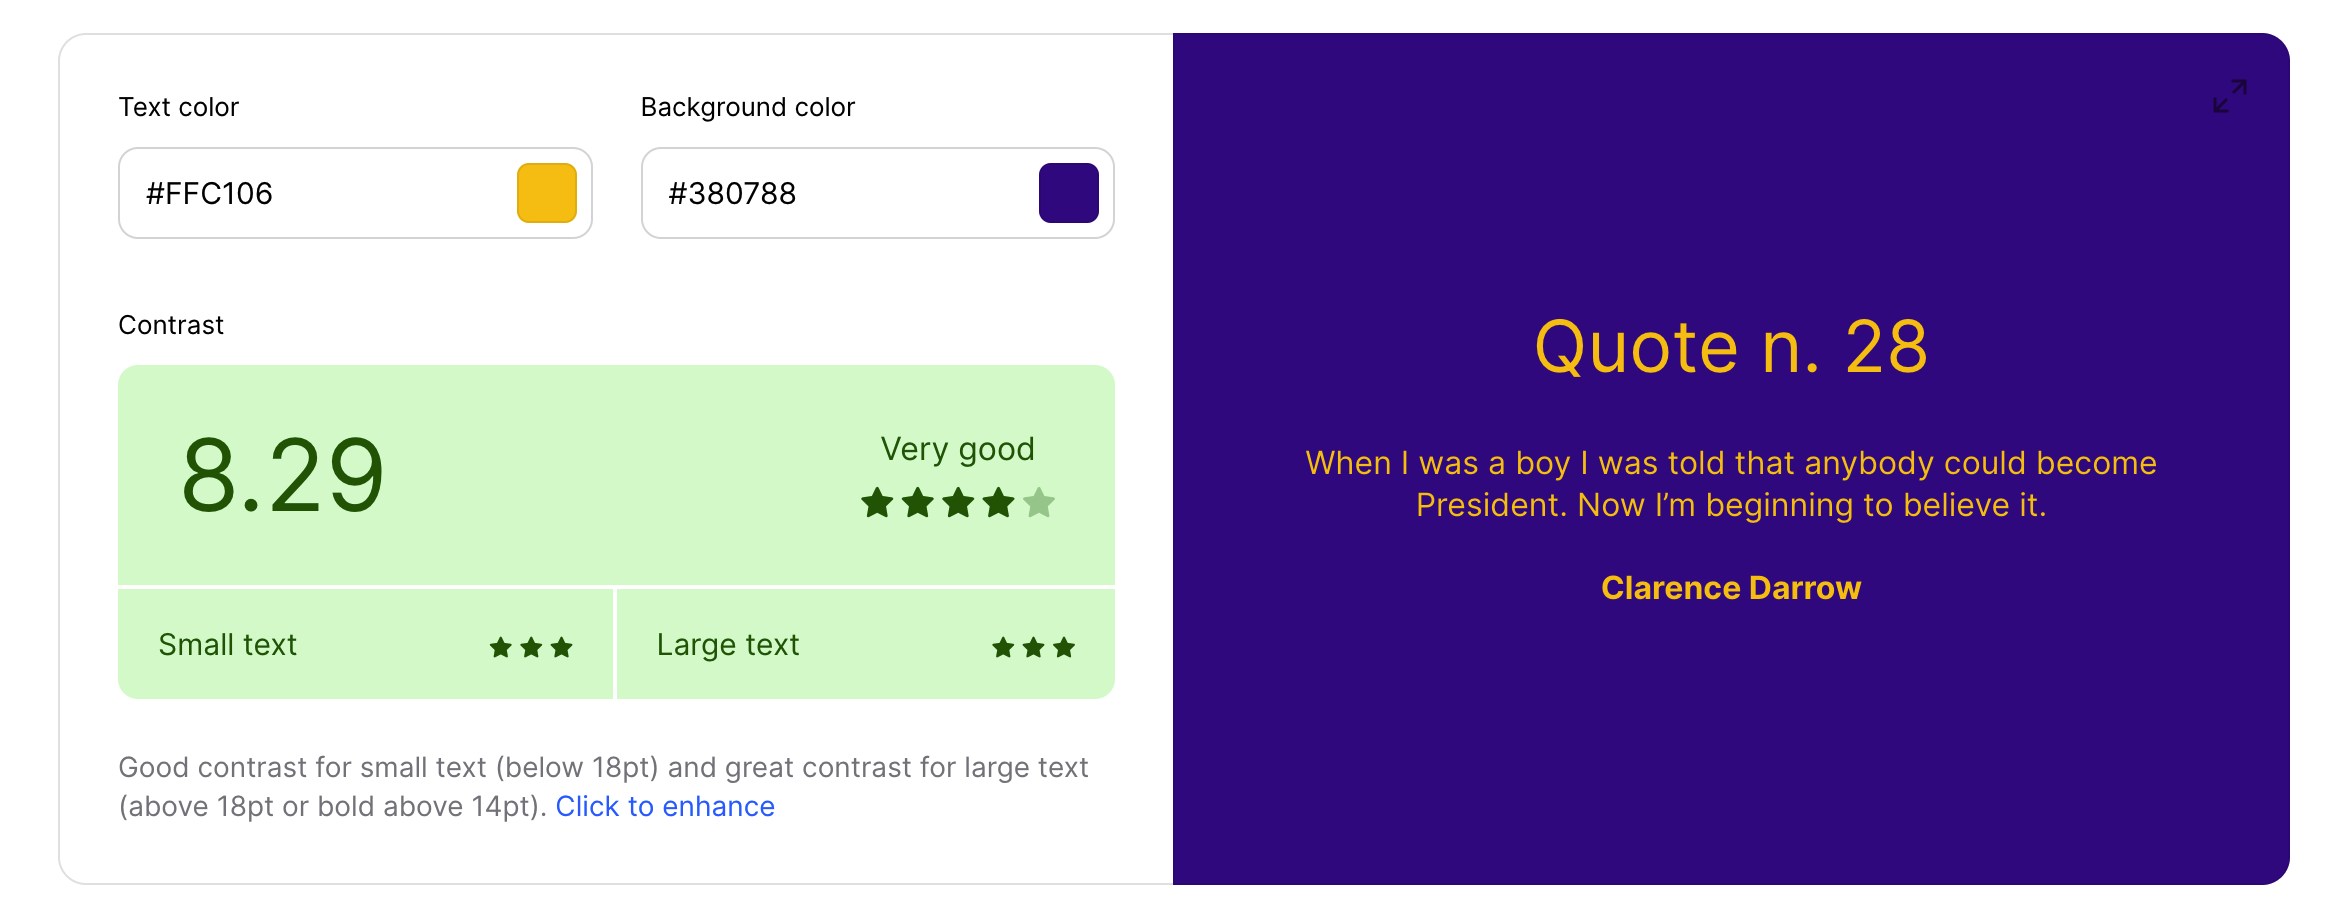 Text color
Background color
#FFC106
#380788
Contrast
8.29
Very good
Small text
Large text
Good contrast for small text (below 18pt) and great contrast for large text
(above 18pt or bold above 14pt). Click to enhance
Quote n. 28
When I was a boy I was told that anybody could become
President. Now I’m beginning to believe it.
Clarence Darrow